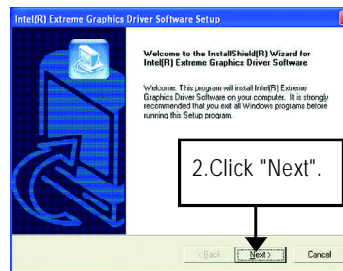 Intel(R) Extreme Graphics Driver Software Setup
Welcome to the InstallShield(R) Wizard for
Intel(R) Extreme Graphics Driver Software
Welcome. This program will install Intel(R) Extreme
Graphics Driver Software on your computer. It is strongly
recommended that you exit all Windows programs before
running this Setup program.
2.Click "Next".
< Back Next > Cancel